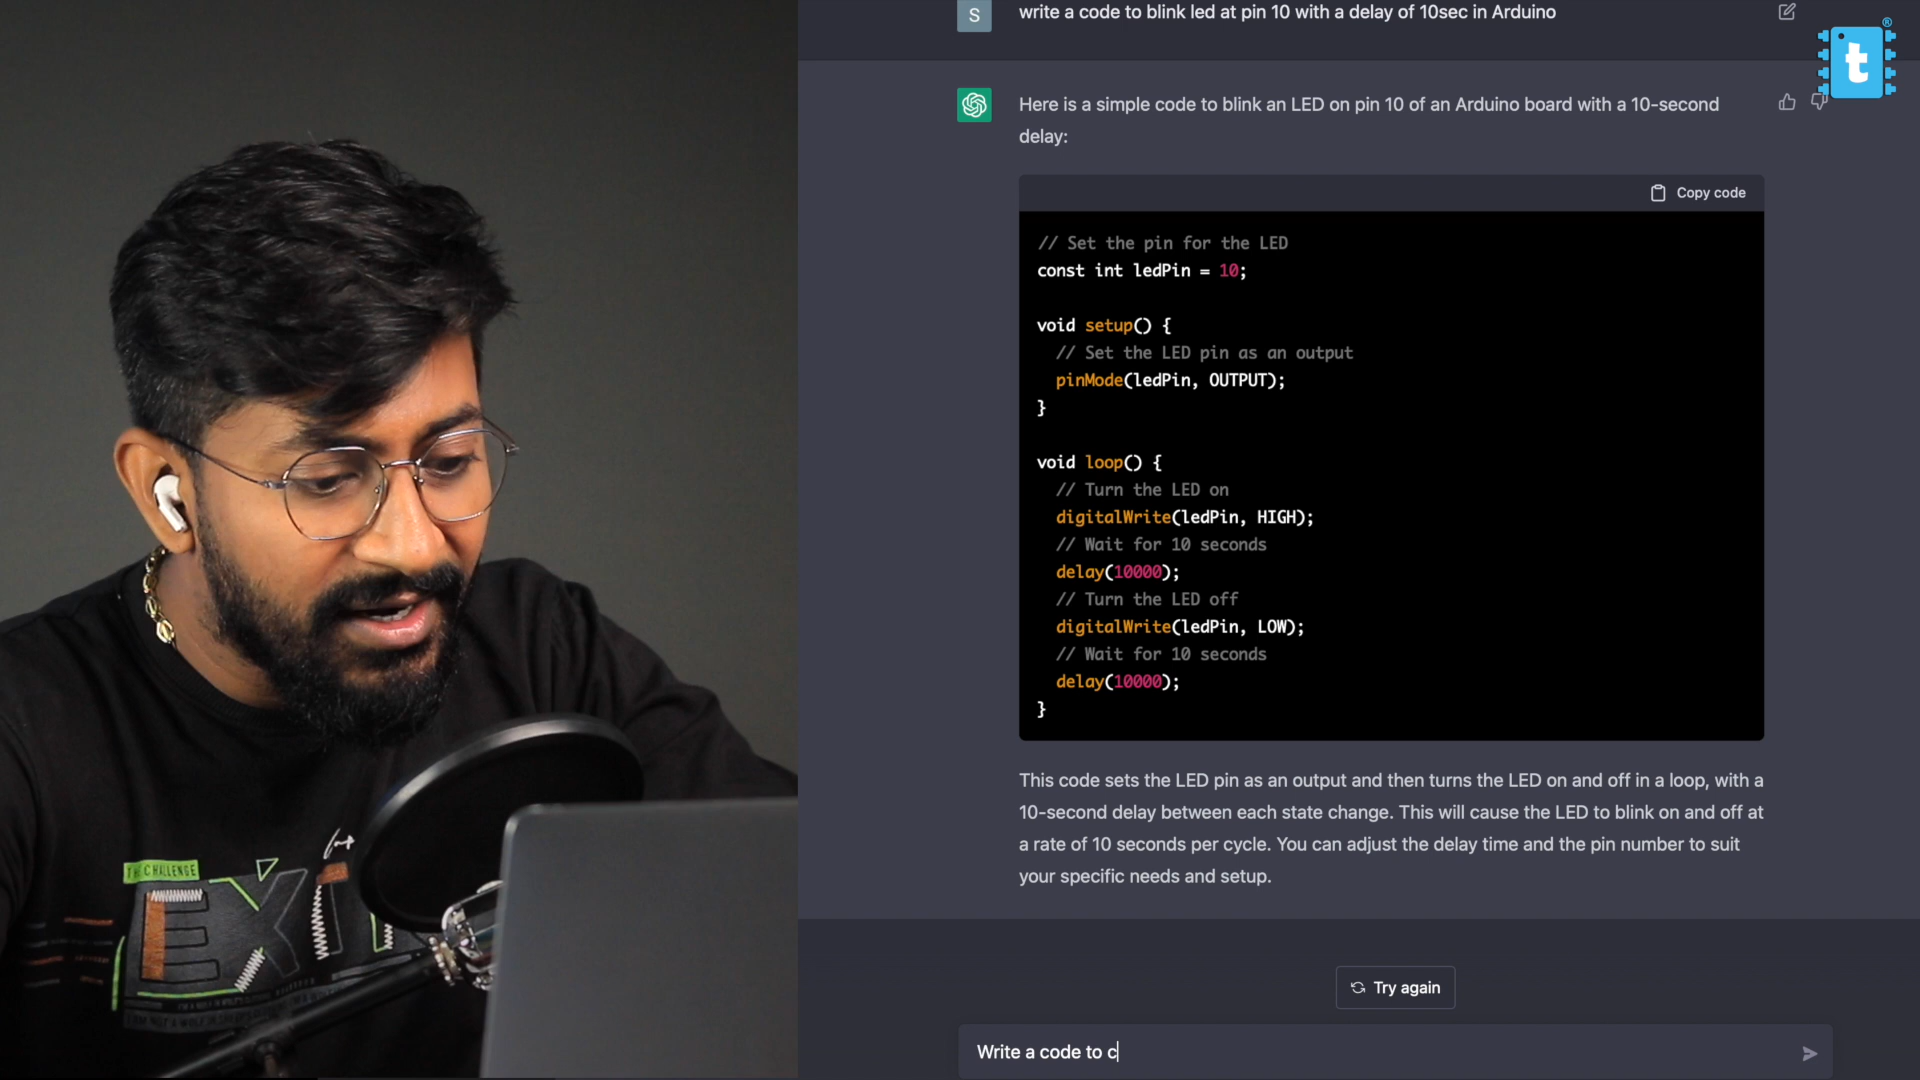 S
write a code to blink led at pin 10 with a delay of 10sec in Arduino
®
t
Here is a simple code to blink an LED on pin 10 of an Arduino board with a 10-second
delay:
Copy code
// Set the pin for the LED
const int ledPin = 10;
void setup() {
// Set the LED pin as an output
pinMode(ledPin, OUTPUT);
}
void loop() {
// Turn the LED on
digitalWrite(ledPin, HIGH);
// Wait for 10 seconds
delay(10000);
// Turn the LED off
digitalWrite(ledPin, LOW);
// Wait for 10 seconds
delay(10000);
}
This code sets the LED pin as an output and then turns the LED on and off in a loop, with a
10-second delay between each state change. This will cause the LED to blink on and off at
a rate of 10 seconds per cycle. You can adjust the delay time and the pin number to suit
your specific needs and setup.
Try again
Write a code to c
CHALLENGE